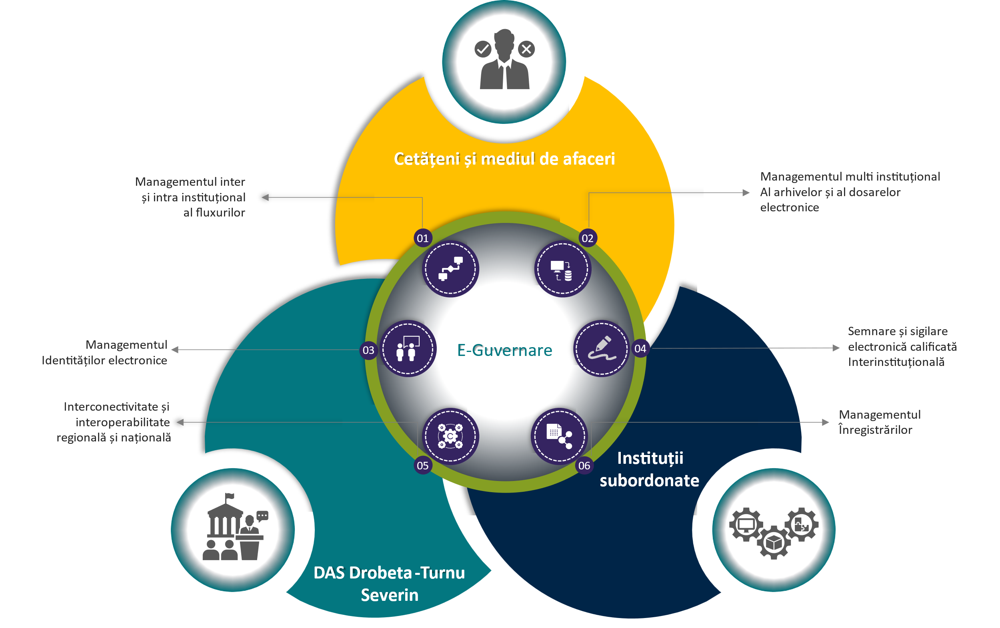 Cetățeni și mediul de afaceri
Managementul inter
și intra instituțional
al fluxurilor
Managementul multi instituțional
Al arhivelor și al dosarelor
electronice
01
02
Managementul
Identităților electronice
03
E-Guvernare
04
Semnare și sigilare
electronică calificată
Interinstituțională
Interconectivitate și
interoperabilitate
regională și națională
Managementul
Înregistrărilor
05
06
Instituții
subordonate
DAS Drobeta -Turnu
Severin